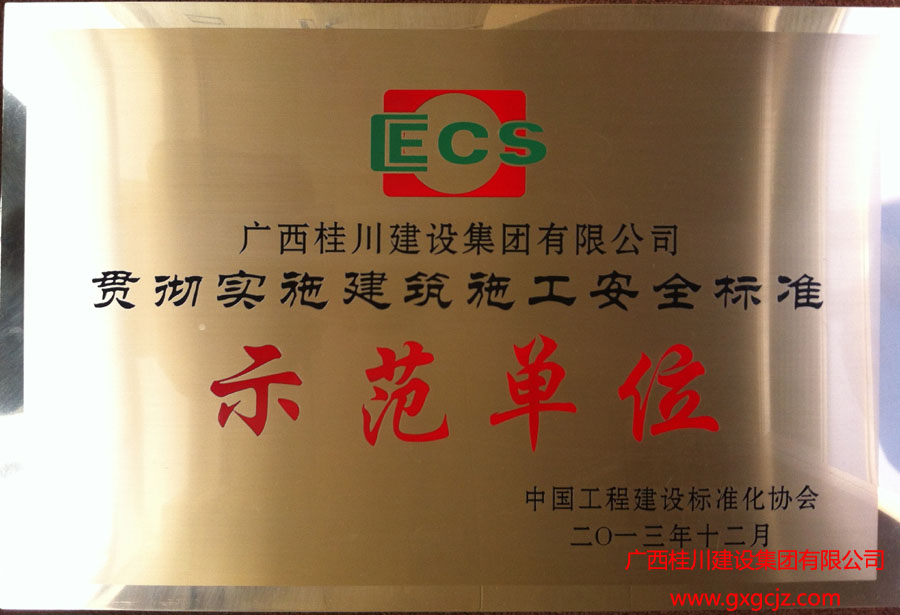 CECS
广西桂川建设集团有限公司
贯彻实施建筑施工安全标准
示范单位
中国工程建设标准化协会
二〇一三年十二月
广西桂川建设集团有限公司
www.gxgcjz.com